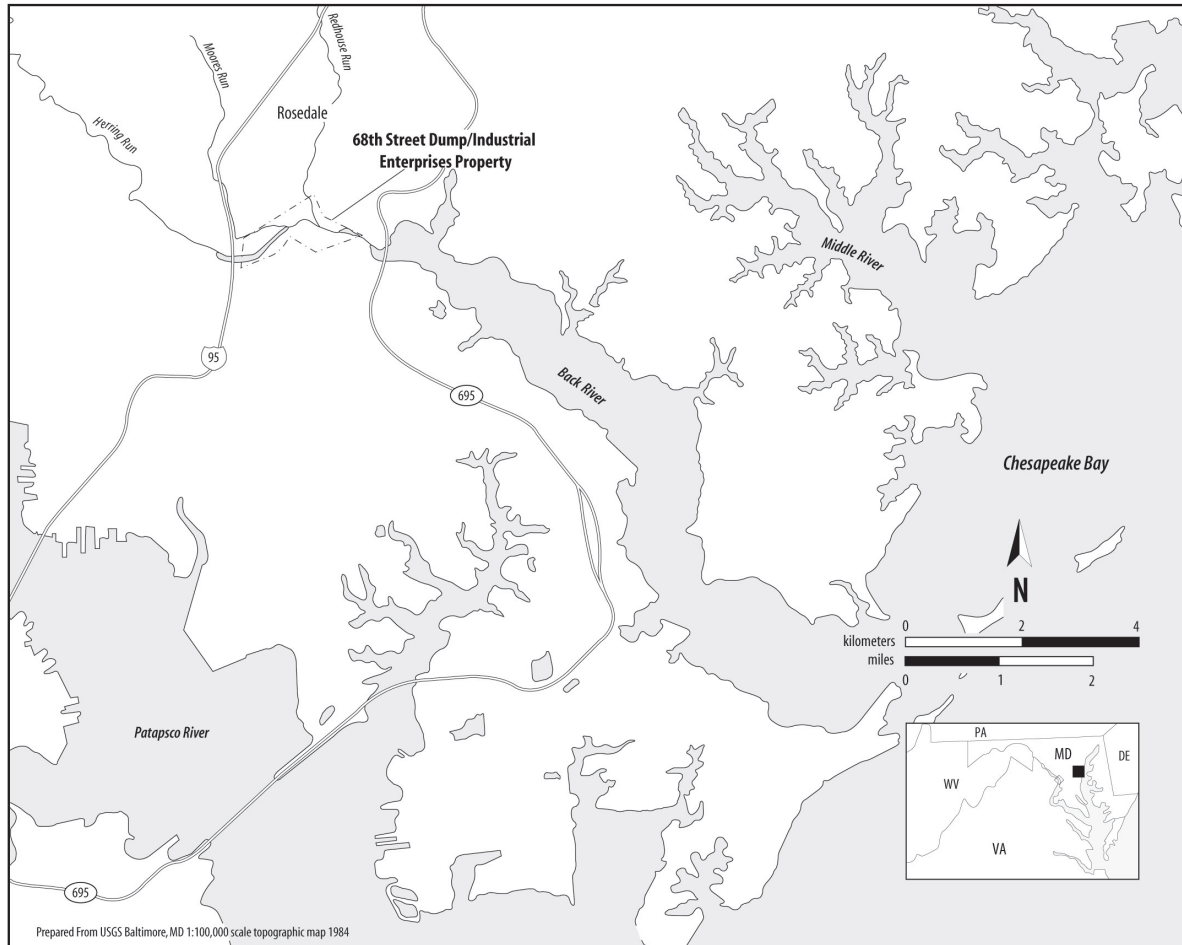 Redhouse Run
Moores Run
Herring Run
Rosedale
68th Street Dump/Industrial
Enterprises Property
Middle River
95
695
Back River
Chesapeake Bay
N
0 2 4
kilometers
miles
0 1 2
Patapsco River
PA
MD
DE
WV
VA
695
Prepared From USGS Baltimore, MD 1:100,000 scale topographic map 1984